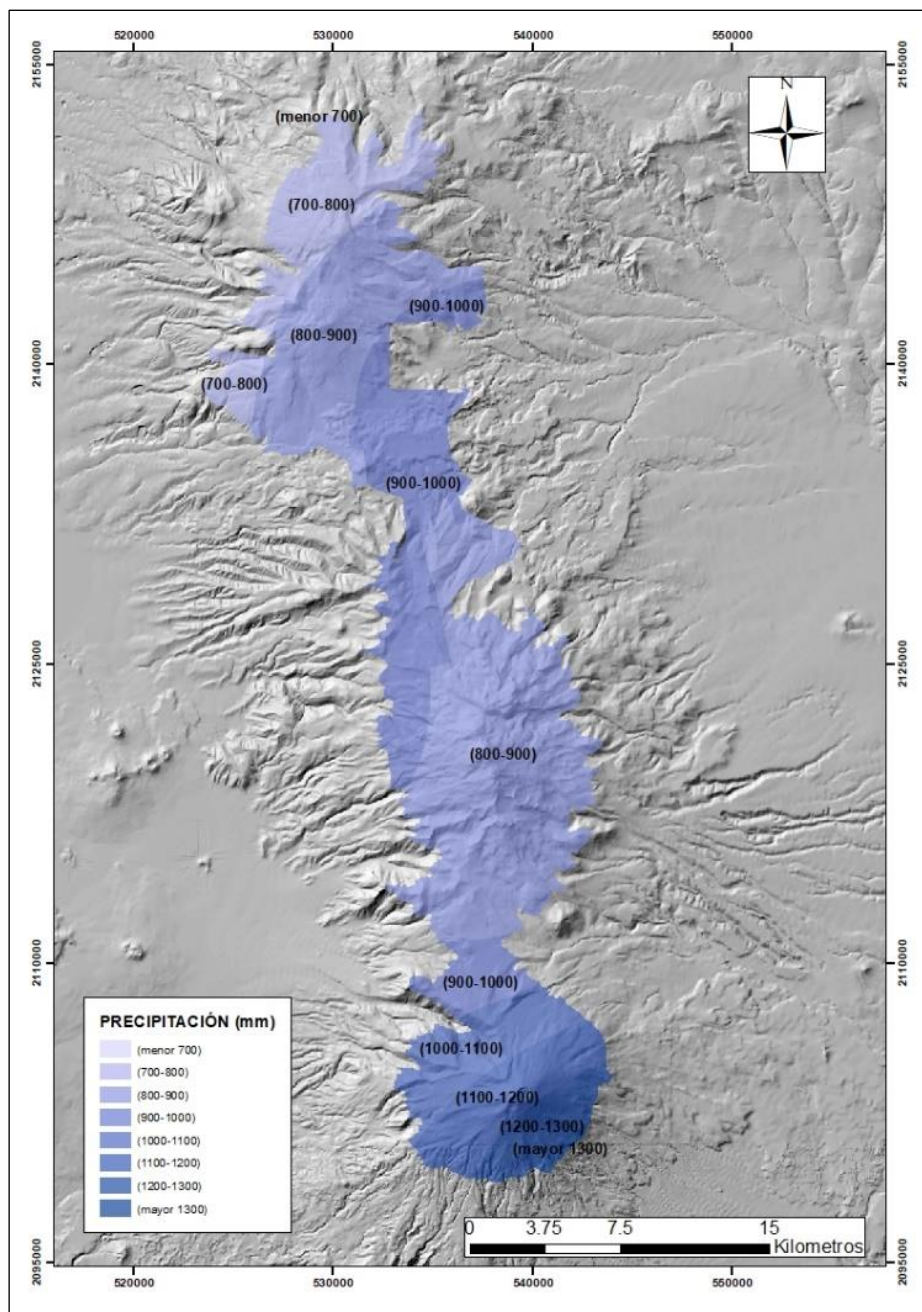 520000 530000 540000 550000
2155000 2155000
N
(menor 700)
(700-800)
(900-1000)
(800-900)
2140000 2140000
(700-800)
(900-1000)
2125000 2125000
(800-900)
2110000 2110000
(900-1000)
(1000-1100)
(1100-1200)
(1200-1300)
(mayor 1300)
PRECIPITACIÓN (mm)
(menor 700)
(700-800)
(800-900)
(900-1000)
(1000-1100)
(1100-1200)
(1200-1300)
(mayor 1300)
0 3.75 7.5 15
Kilometros
2095000 2095000
520000 530000 540000 550000